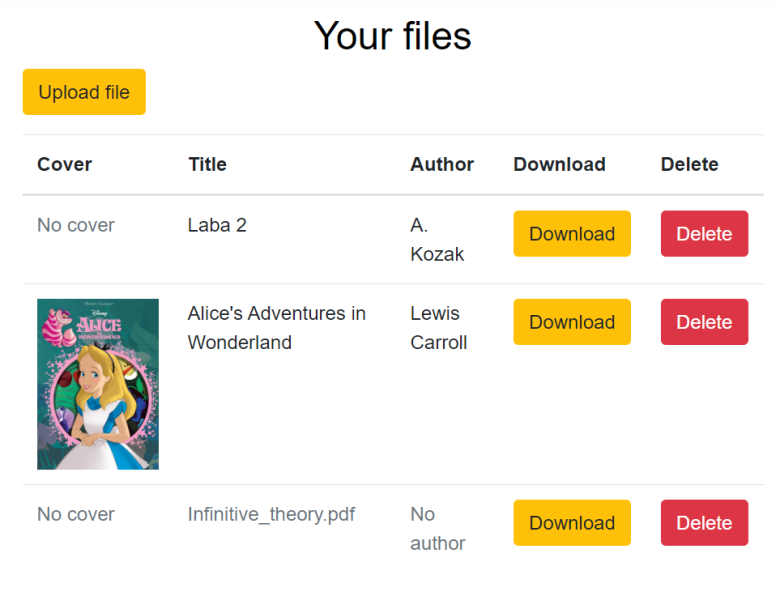 Your files
Upload file
Cover Title Author Download Delete
No cover Laba 2 A. Download Delete
Kozak
Disney
ALICE
WONDERLAND
Alice's Adventures in Lewis Download Delete
Wonderland Carroll
No cover Infinitive_theory.pdf No Download Delete
author